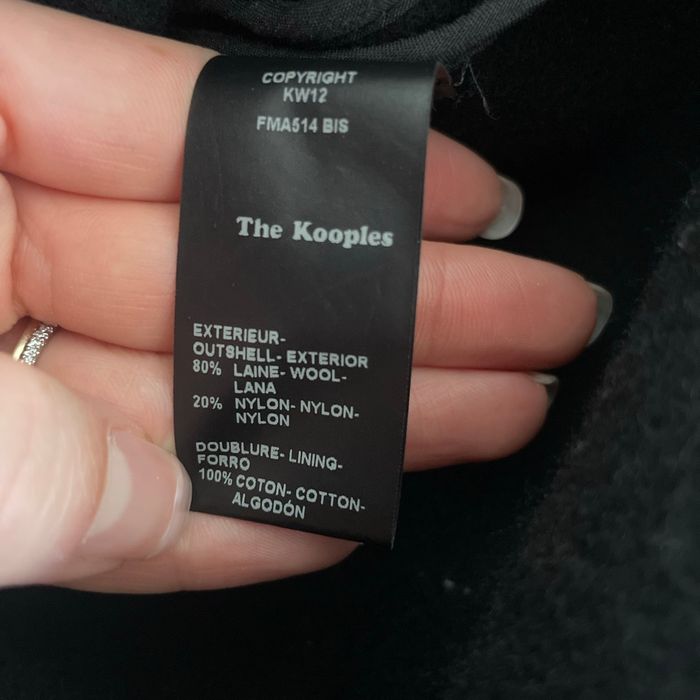 COPYRIGHT
KW12
FMA514 BIS
The Kooples
EXTERIEUR-
OUTSHELL- EXTERIOR
80% LAINE- WOOL-
LANA
20% NYLON- NYLON-
NYLON
DOUBLURE- LINING-
FORRO
100% COTON- COTTON-
ALGODÓN